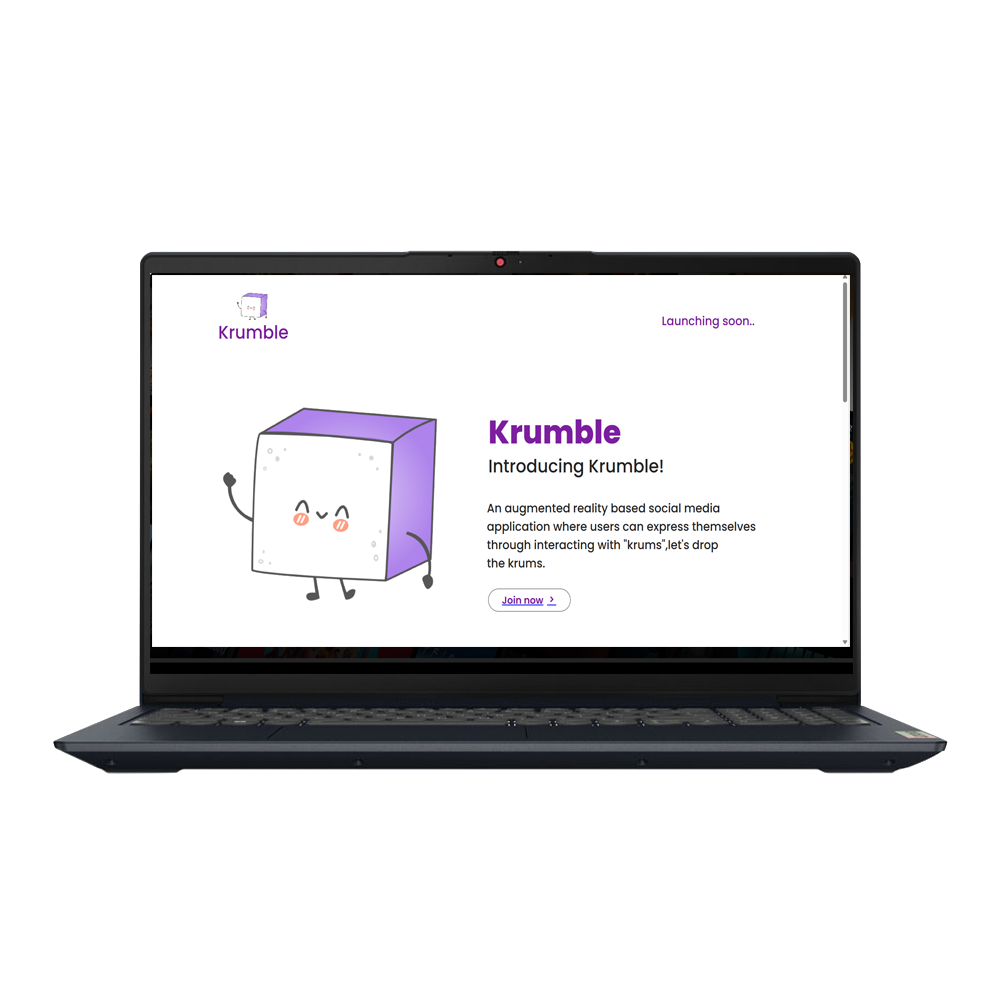 Krumble
Launching soon..
Krumble
Introducing Krumble!
An augmented reality based social media
application where users can express themselves
through interacting with "krums",let's drop
the krums.
Join now >